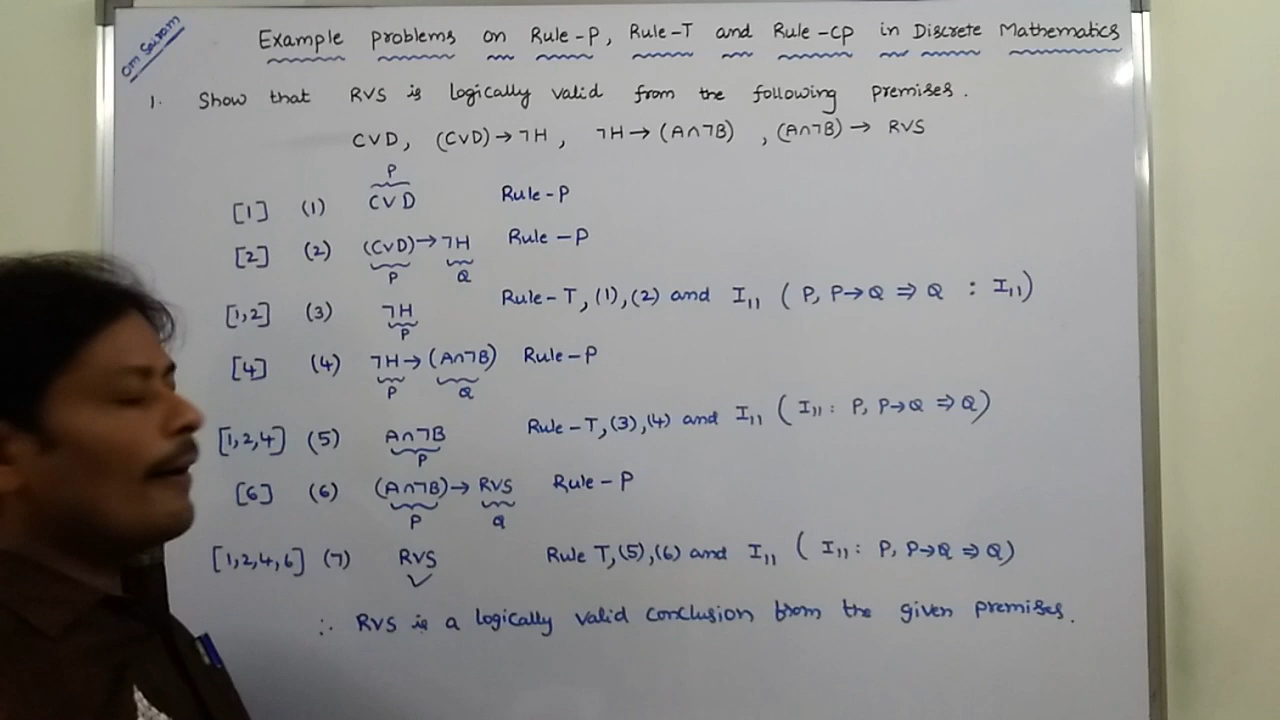 Om Sairam
Example problems on Rule-P, Rule-T and Rule-CP in Discrete Mathematics
1. Show that RVS is logically valid from the following premises.
CVD, (CVD)→¬H, ¬H→(A∩¬B), (A∩¬B)→ RVS
P
[1] (1) CVD Rule-P
[2] (2) (CVD)→¬H Rule-P
P Q
[1,2] (3) ¬H Rule-T, (1), (2) and I₁₁ (P, P→Q ⇒ Q : I₁₁)
P
[4] (4) ¬H→(A∩¬B) Rule-P
P Q
[1,2,4] (5) A∩¬B Rule-T, (3), (4) and I₁₁ (I₁₁: P, P→Q ⇒ Q)
P
[6] (6) (A∩¬B)→ RVS Rule-P
P Q
[1,2,4,6] (7) RVS Rule T, (5), (6) and I₁₁ (I₁₁: P, P→Q ⇒ Q)
∴ RVS is a logically valid conclusion from the given premises.